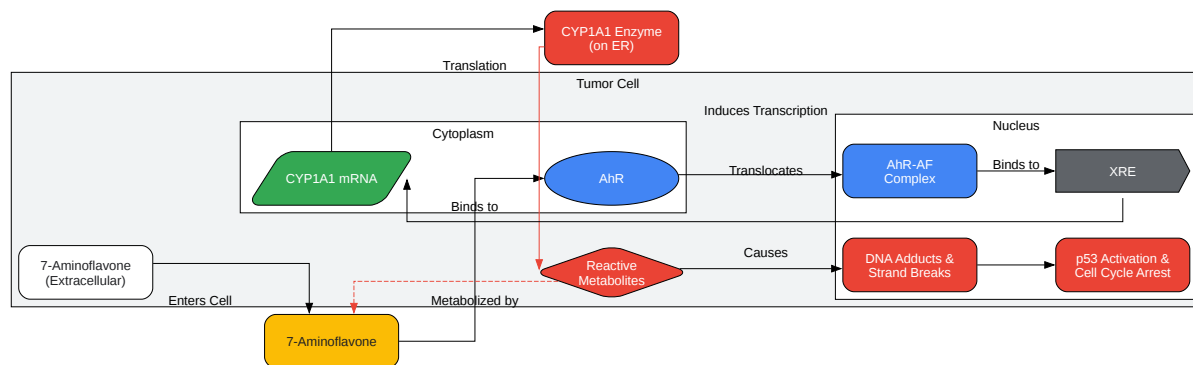 CYP1A1 Enzyme
(on ER)
Translation
Tumor Cell
Induces Transcription
Cytoplasm
Nucleus
CYP1A1 mRNA
AhR
Translocates
AhR-AF
Complex
Binds to
XRE
Binds to
7-Aminoflavone
(Extracellular)
Reactive
Metabolites
Causes
DNA Adducts &
Strand Breaks
p53 Activation &
Cell Cycle Arrest
Enters Cell
Metabolized by
7-Aminoflavone